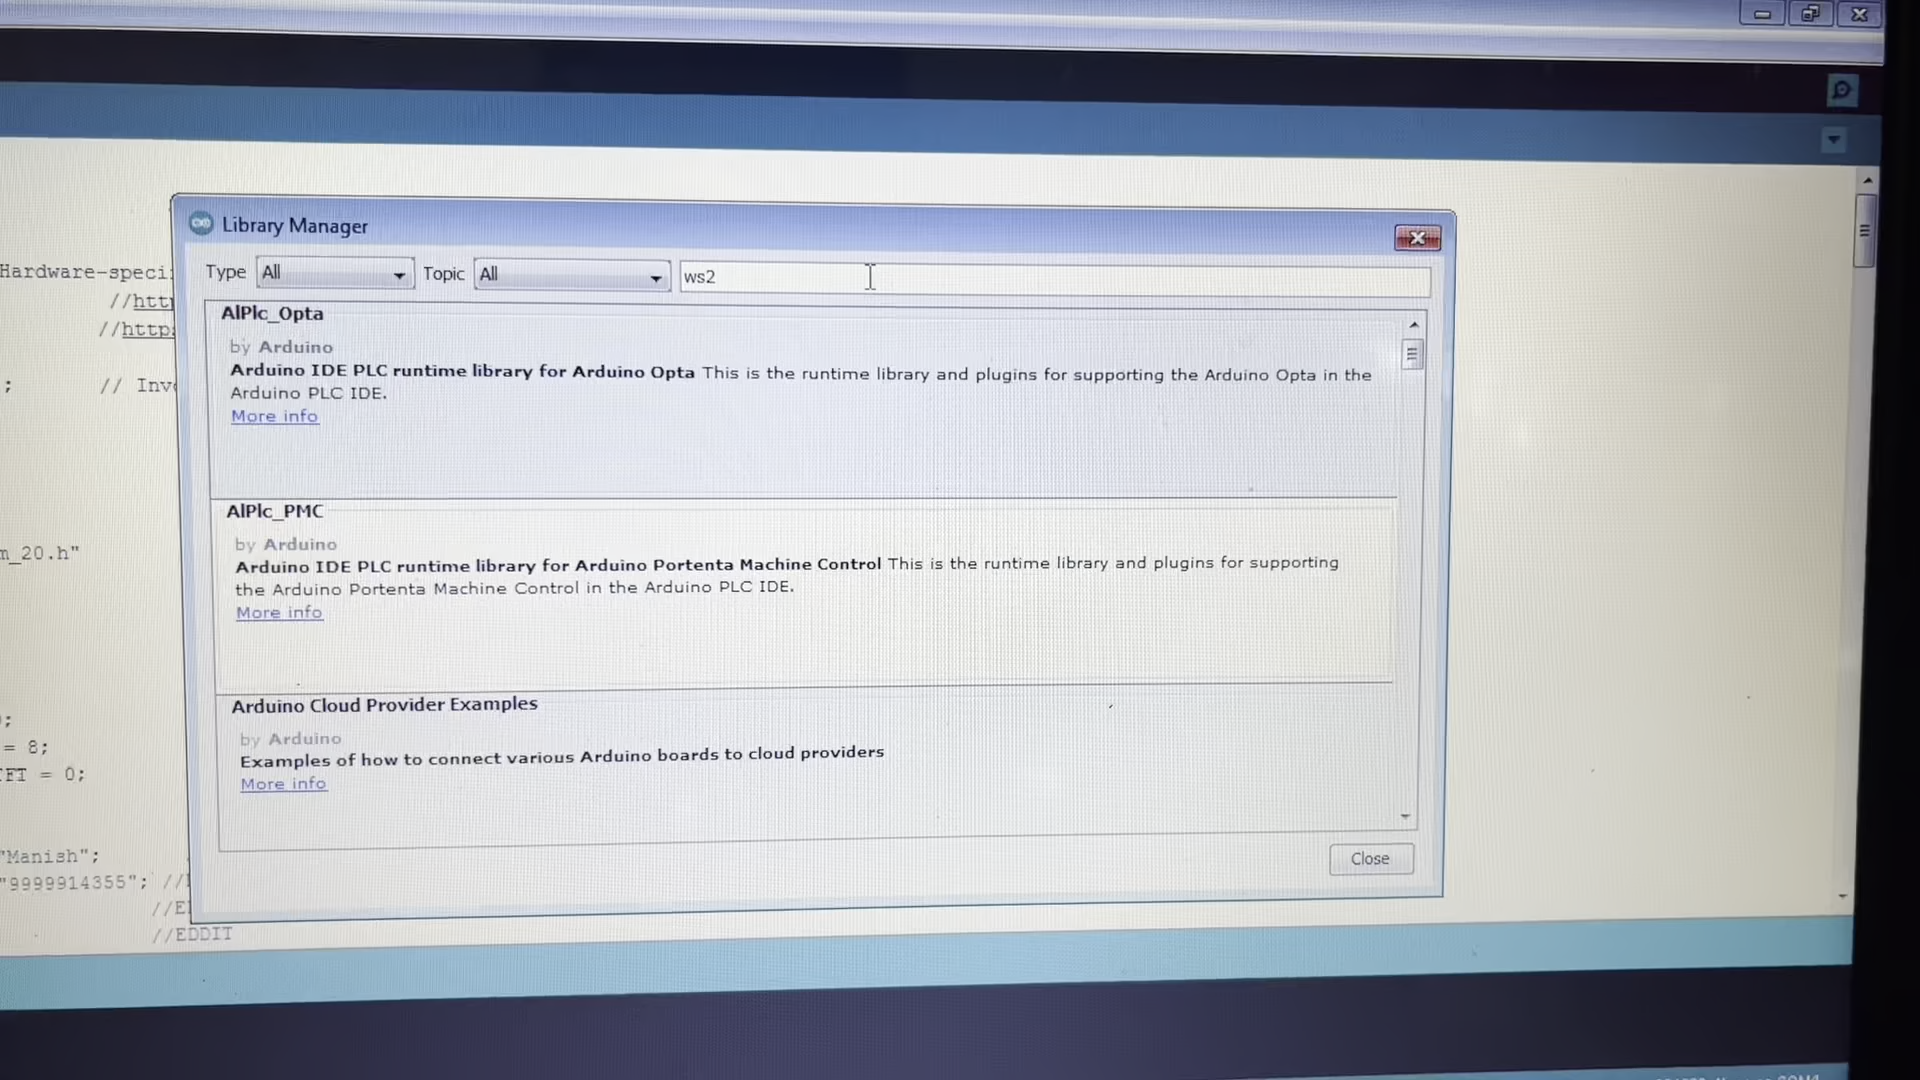 Library Manager
Type All Topic All ws2
AlPlc_Opta
by Arduino
Arduino IDE PLC runtime library for Arduino Opta This is the runtime library and plugins for supporting the Arduino Opta in the
Arduino PLC IDE.
More info
AlPlc_PMC
by Arduino
Arduino IDE PLC runtime library for Arduino Portenta Machine Control This is the runtime library and plugins for supporting
the Arduino Portenta Machine Control in the Arduino PLC IDE.
More info
Arduino Cloud Provider Examples
by Arduino
Examples of how to connect various Arduino boards to cloud providers
More info
Close
Hardware-speci
//htt
//http
; // Inv
_20.h"
;
= 8;
= 0;
"Manish";
"9999914355"; //
//E
//EDDIT